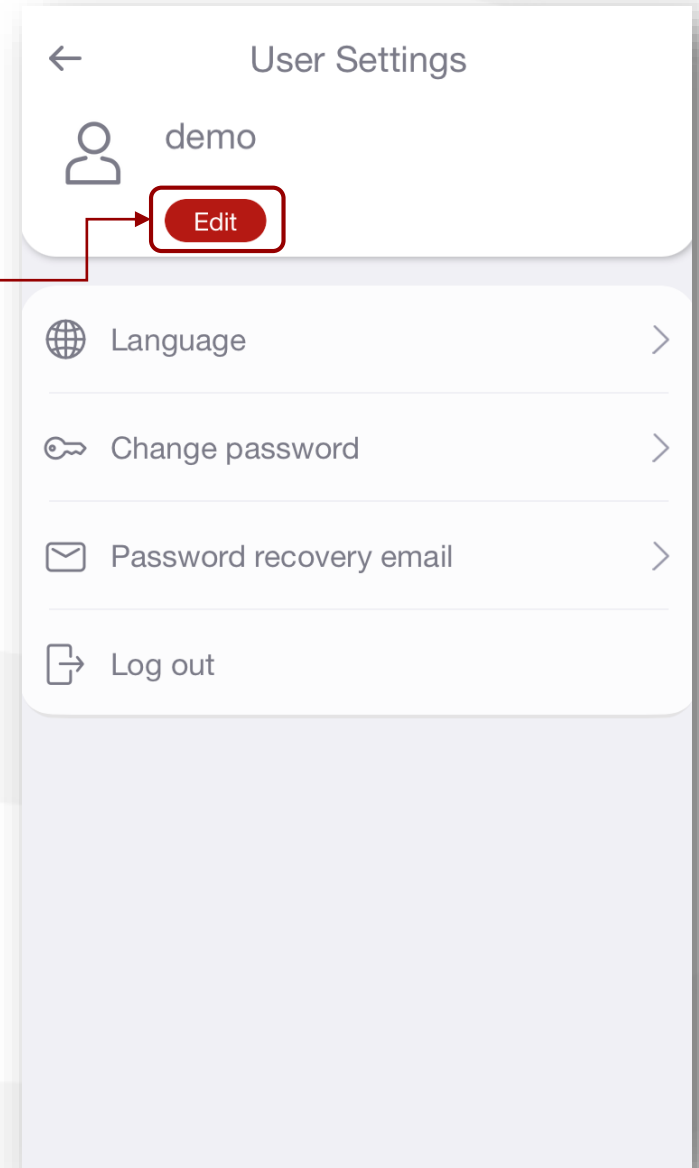 User Settings
demo
Edit
Language
Change password
Password recovery email
Log out